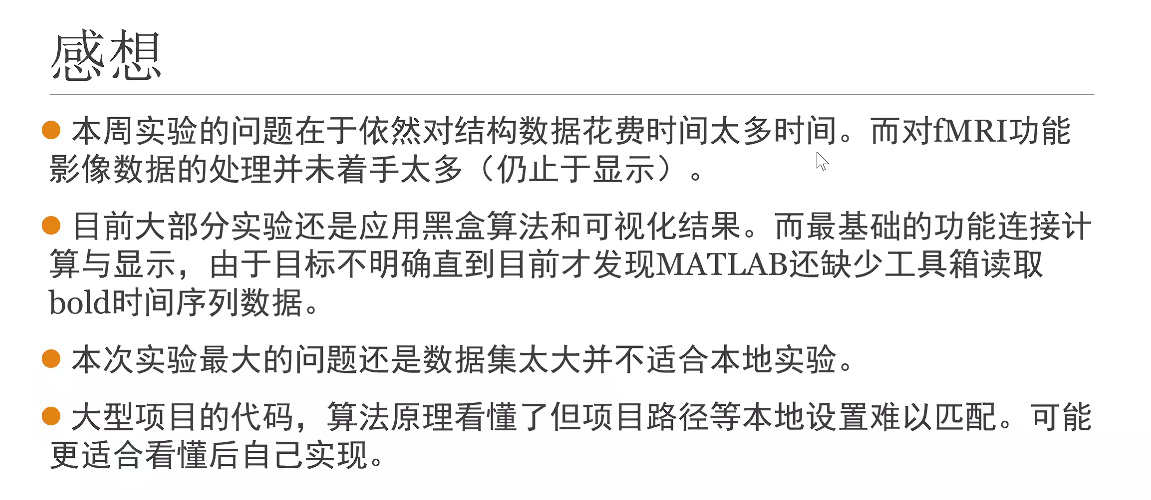 感想
本周实验的问题在于依然对结构数据花费时间太多时间。而对fMRI功能
影像数据的处理并未着手太多（仍止于显示）。
目前大部分实验还是应用黑盒算法和可视化结果。而最基础的功能连接计
算与显示，由于目标不明确直到目前才发现MATLAB还缺少工具箱读取
bold时间序列数据。
本次实验最大的问题还是数据集太大并不适合本地实验。
大型项目的代码，算法原理看懂了但项目路径等本地设置难以匹配。可能
更适合看懂后自己实现。